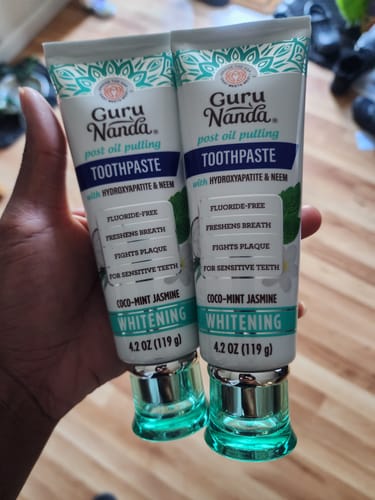 Guru
Nanda®
post oil pulling
TOOTHPASTE
with HYDROXYAPATITE & NEEM
FLUORIDE-FREE
FRESHENS BREATH
FIGHTS PLAQUE
FOR SENSITIVE TEETH
COCO-MINT JASMINE
WHITENING
4.2 OZ (119 g)
Guru
Nanda®
post oil pulling
TOOTHPASTE
with HYDROXYAPATITE & NEEM
FLUORIDE-FREE
FRESHENS BREATH
FIGHTS PLAQUE
FOR SENSITIVE TEETH
COCO-MINT JASMINE
WHITENING
4.2 OZ (119 g)